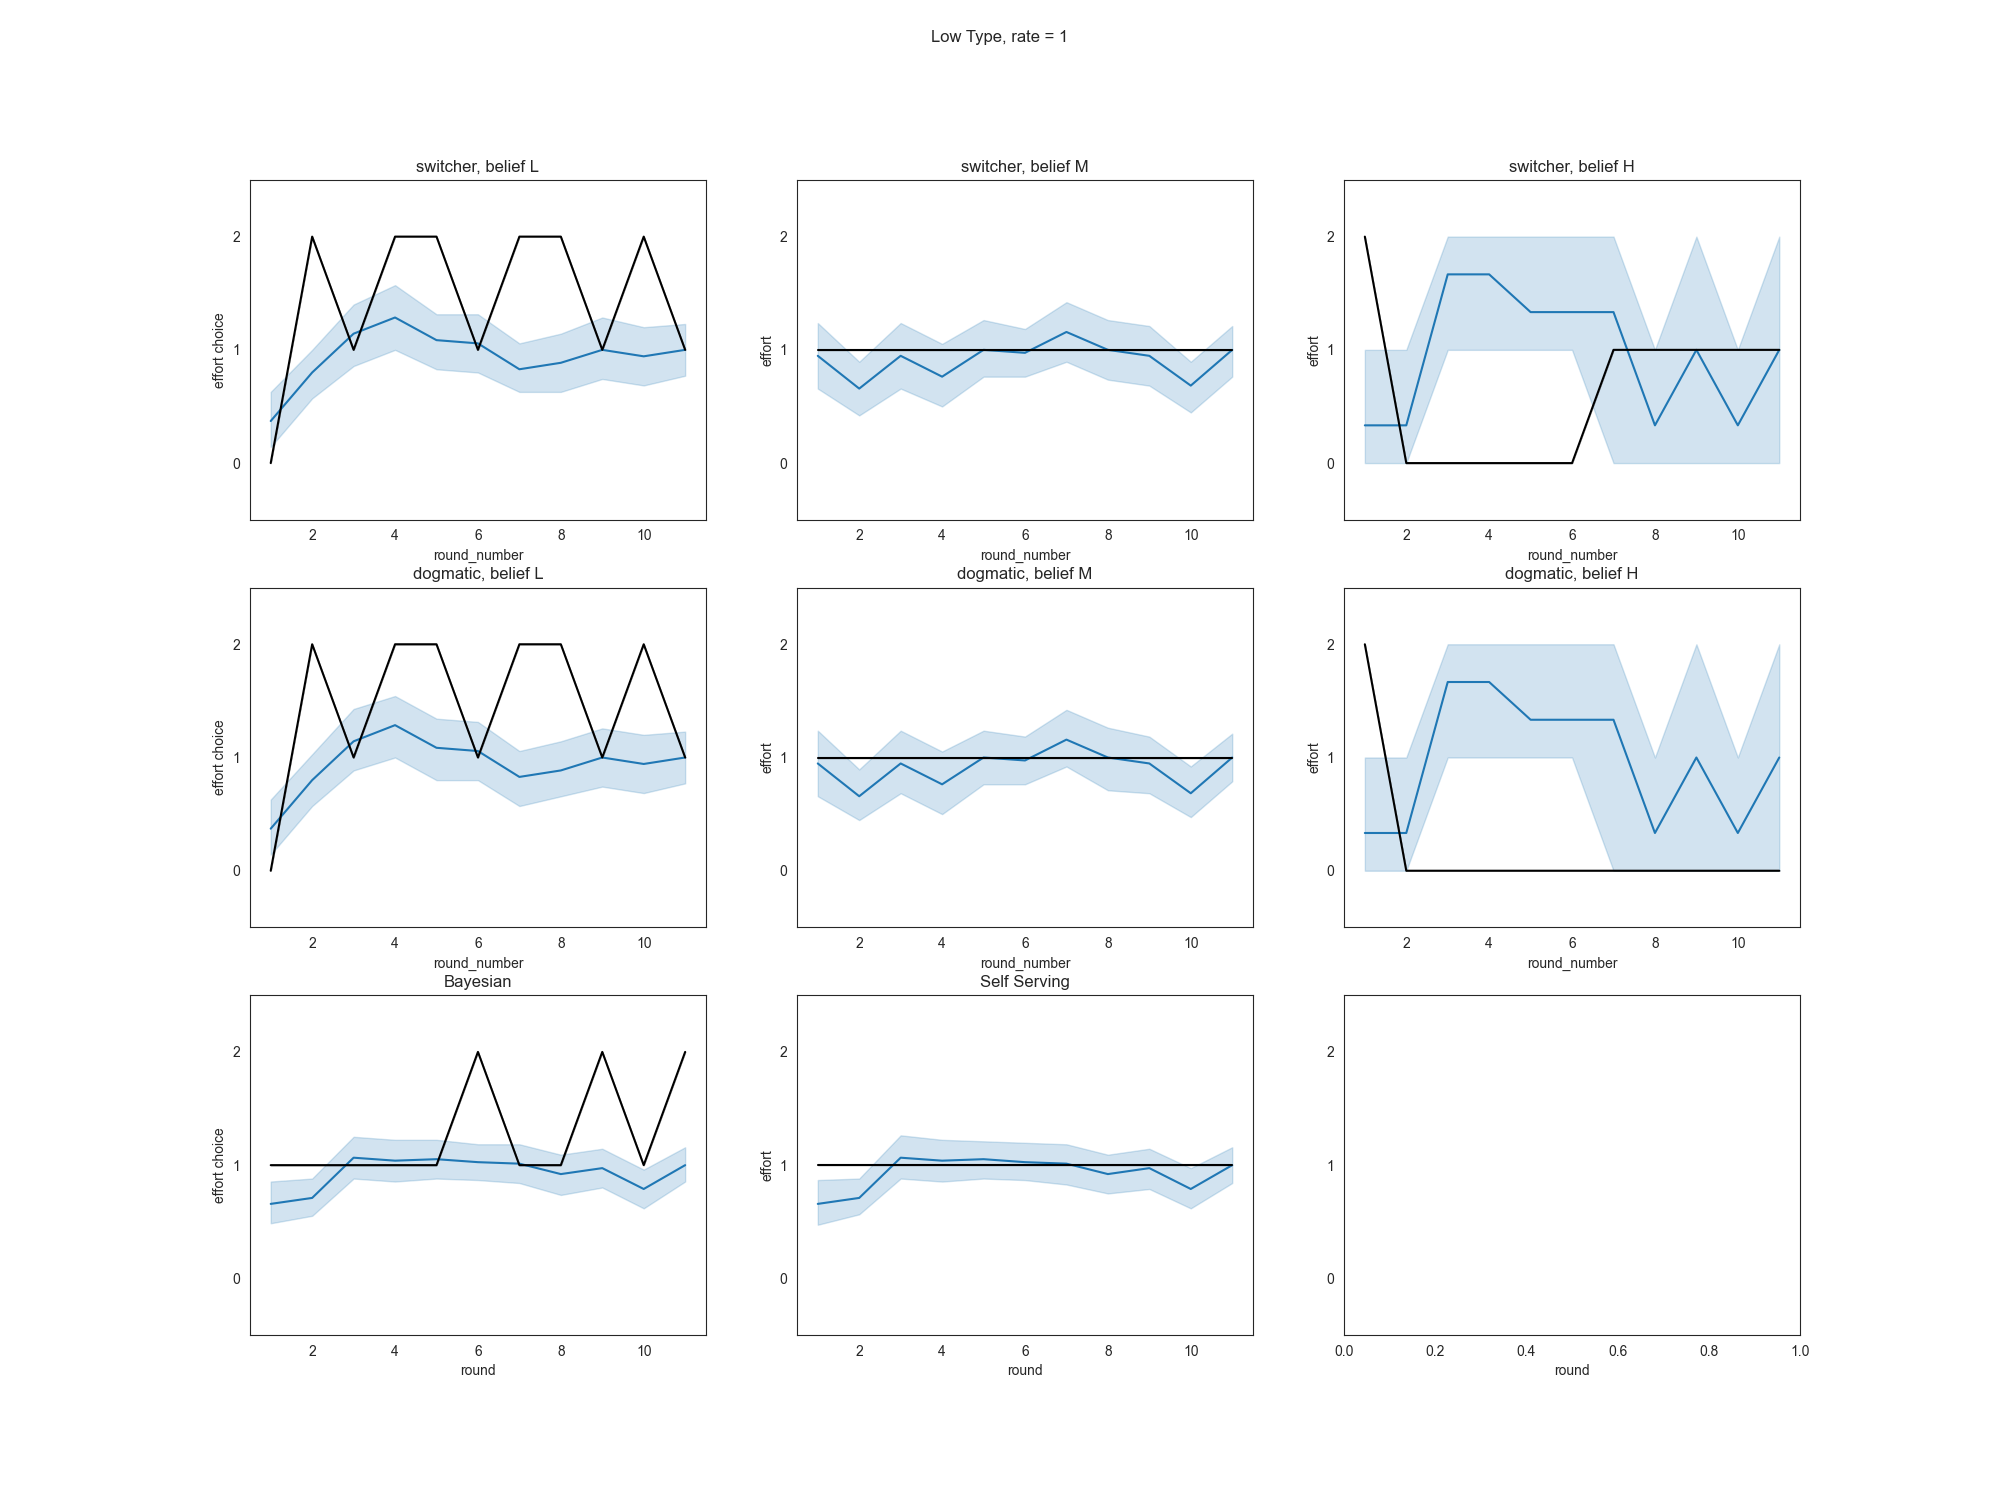 Low Type, rate = 1
switcher, belief L
effort choice
2
1
0
2 4 6 8 10
round_number
switcher, belief M
effort
2
1
0
2 4 6 8 10
round_number
switcher, belief H
effort
2
1
0
2 4 6 8 10
round_number
dogmatic, belief L
effort choice
2
1
0
2 4 6 8 10
round_number
dogmatic, belief M
effort
2
1
0
2 4 6 8 10
round_number
dogmatic, belief H
effort
2
1
0
2 4 6 8 10
round_number
Bayesian
effort choice
2
1
0
2 4 6 8 10
round
Self Serving
effort
2
1
0
2 4 6 8 10
round
2
1
0
0.0 0.2 0.4 0.6 0.8 1.0
round